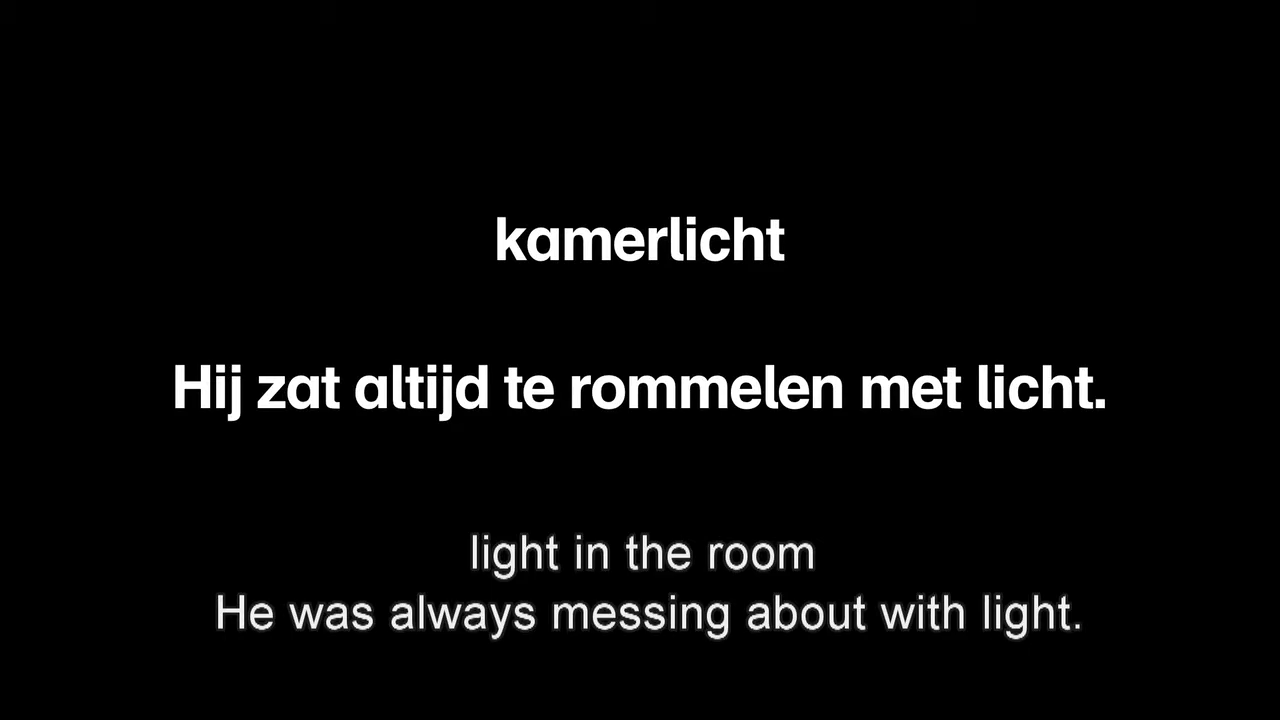 kamerlicht
Hij zat altijd te rommelen met licht.
light in the room
He was always messing about with light.